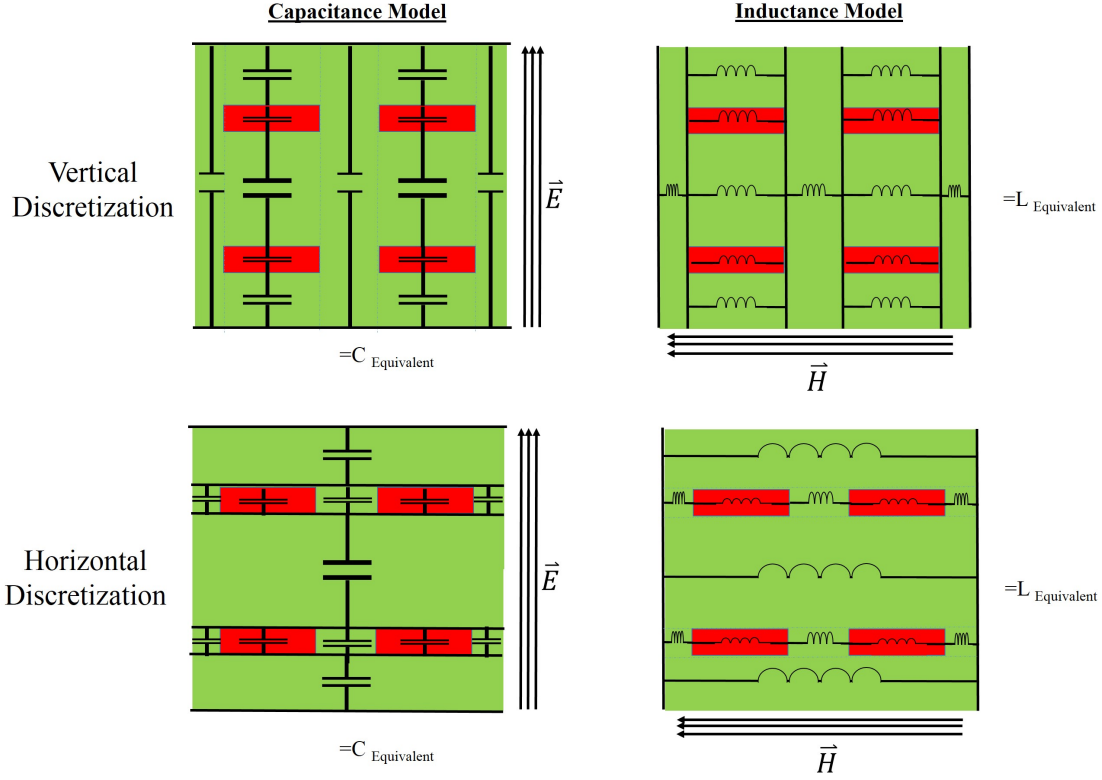 Capacitance Model
Inductance Model
Vertical
Discretization
E
=C Equivalent
H
=L Equivalent
Horizontal
Discretization
E
=C Equivalent
H
=L Equivalent